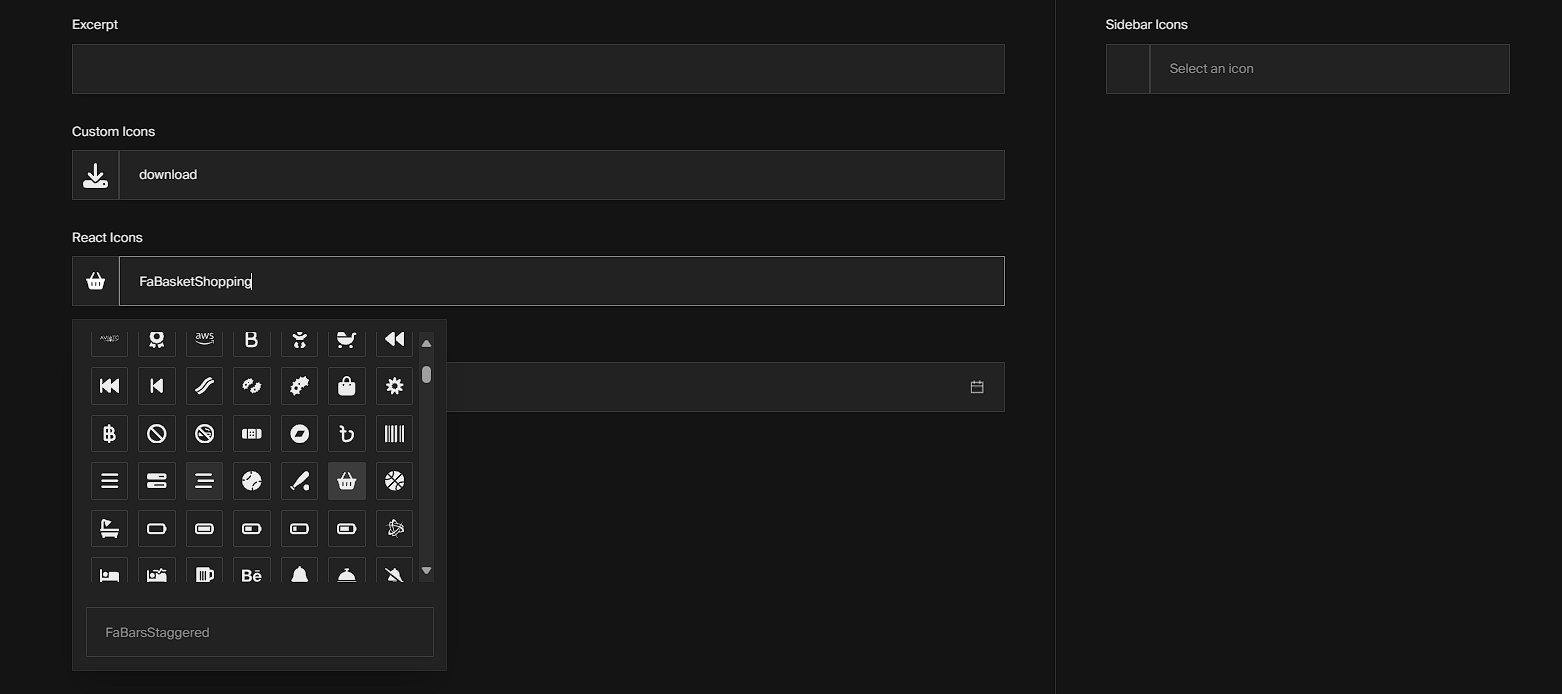 Excerpt
Sidebar Icons
Select an icon
Custom Icons
download
React Icons
FaBasketShopping
aws
B
Bē
FaBarsStaggered